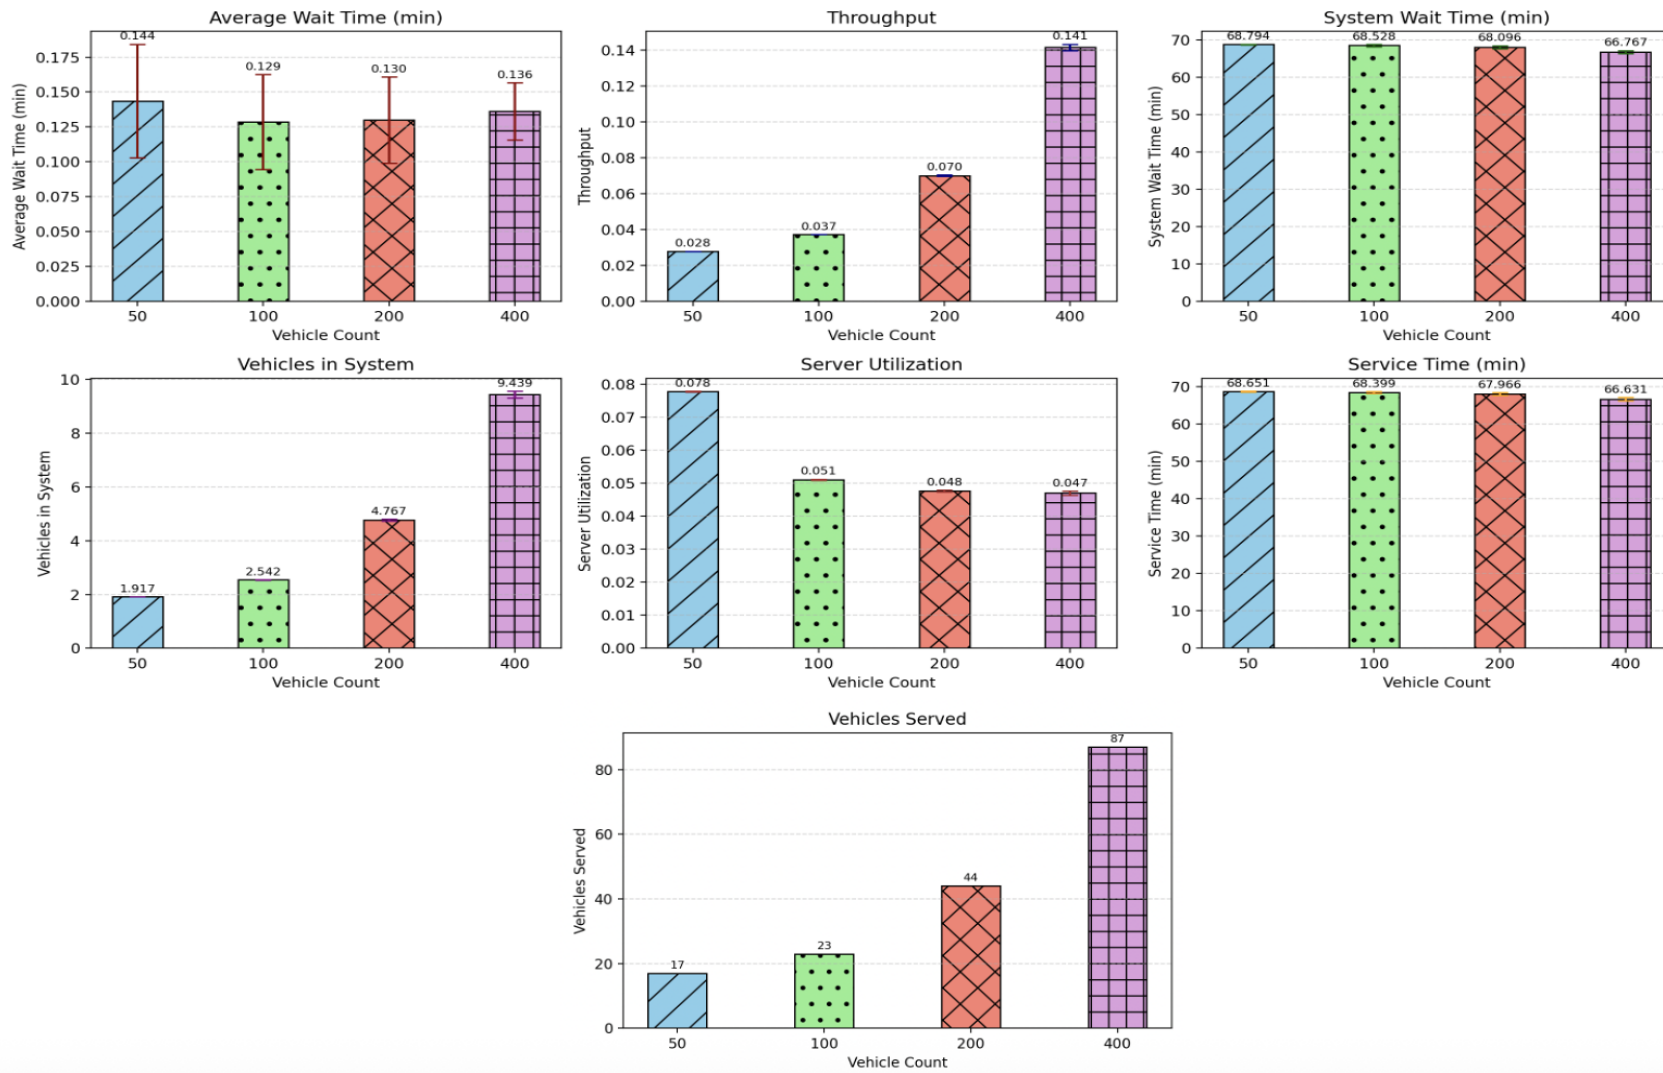 Average Wait Time (min)
Average Wait Time (min)
0.175
0.150
0.125
0.100
0.075
0.050
0.025
0.000
0.144
0.129
0.130
0.136
50 100 200 400
Vehicle Count
Throughput
Throughput
0.14
0.12
0.10
0.08
0.06
0.04
0.02
0.00
0.028
0.037
0.070
0.141
50 100 200 400
Vehicle Count
System Wait Time (min)
System Wait Time (min)
70
60
50
40
30
20
10
0
68.794
68.528
68.096
66.767
50 100 200 400
Vehicle Count
Vehicles in System
Vehicles in System
10
8
6
4
2
0
1.917
2.542
4.767
9.439
50 100 200 400
Vehicle Count
Server Utilization
Server Utilization
0.08
0.07
0.06
0.05
0.04
0.03
0.02
0.01
0.00
0.078
0.051
0.048
0.047
50 100 200 400
Vehicle Count
Service Time (min)
Service Time (min)
70
60
50
40
30
20
10
0
68.651
68.399
67.966
66.631
50 100 200 400
Vehicle Count
Vehicles Served
Vehicles Served
80
60
40
20
0
17
23
44
87
50 100 200 400
Vehicle Count